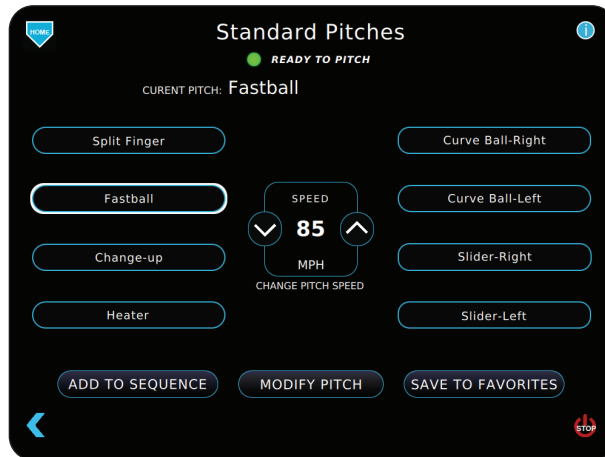 HOME
Standard Pitches
i
READY TO PITCH
CURENT PITCH: Fastball
Split Finger
Fastball
Change-up
Heater
SPEED
85
MPH
CHANGE PITCH SPEED
Curve Ball-Right
Curve Ball-Left
Slider-Right
Slider-Left
ADD TO SEQUENCE
MODIFY PITCH
SAVE TO FAVORITES
STOP